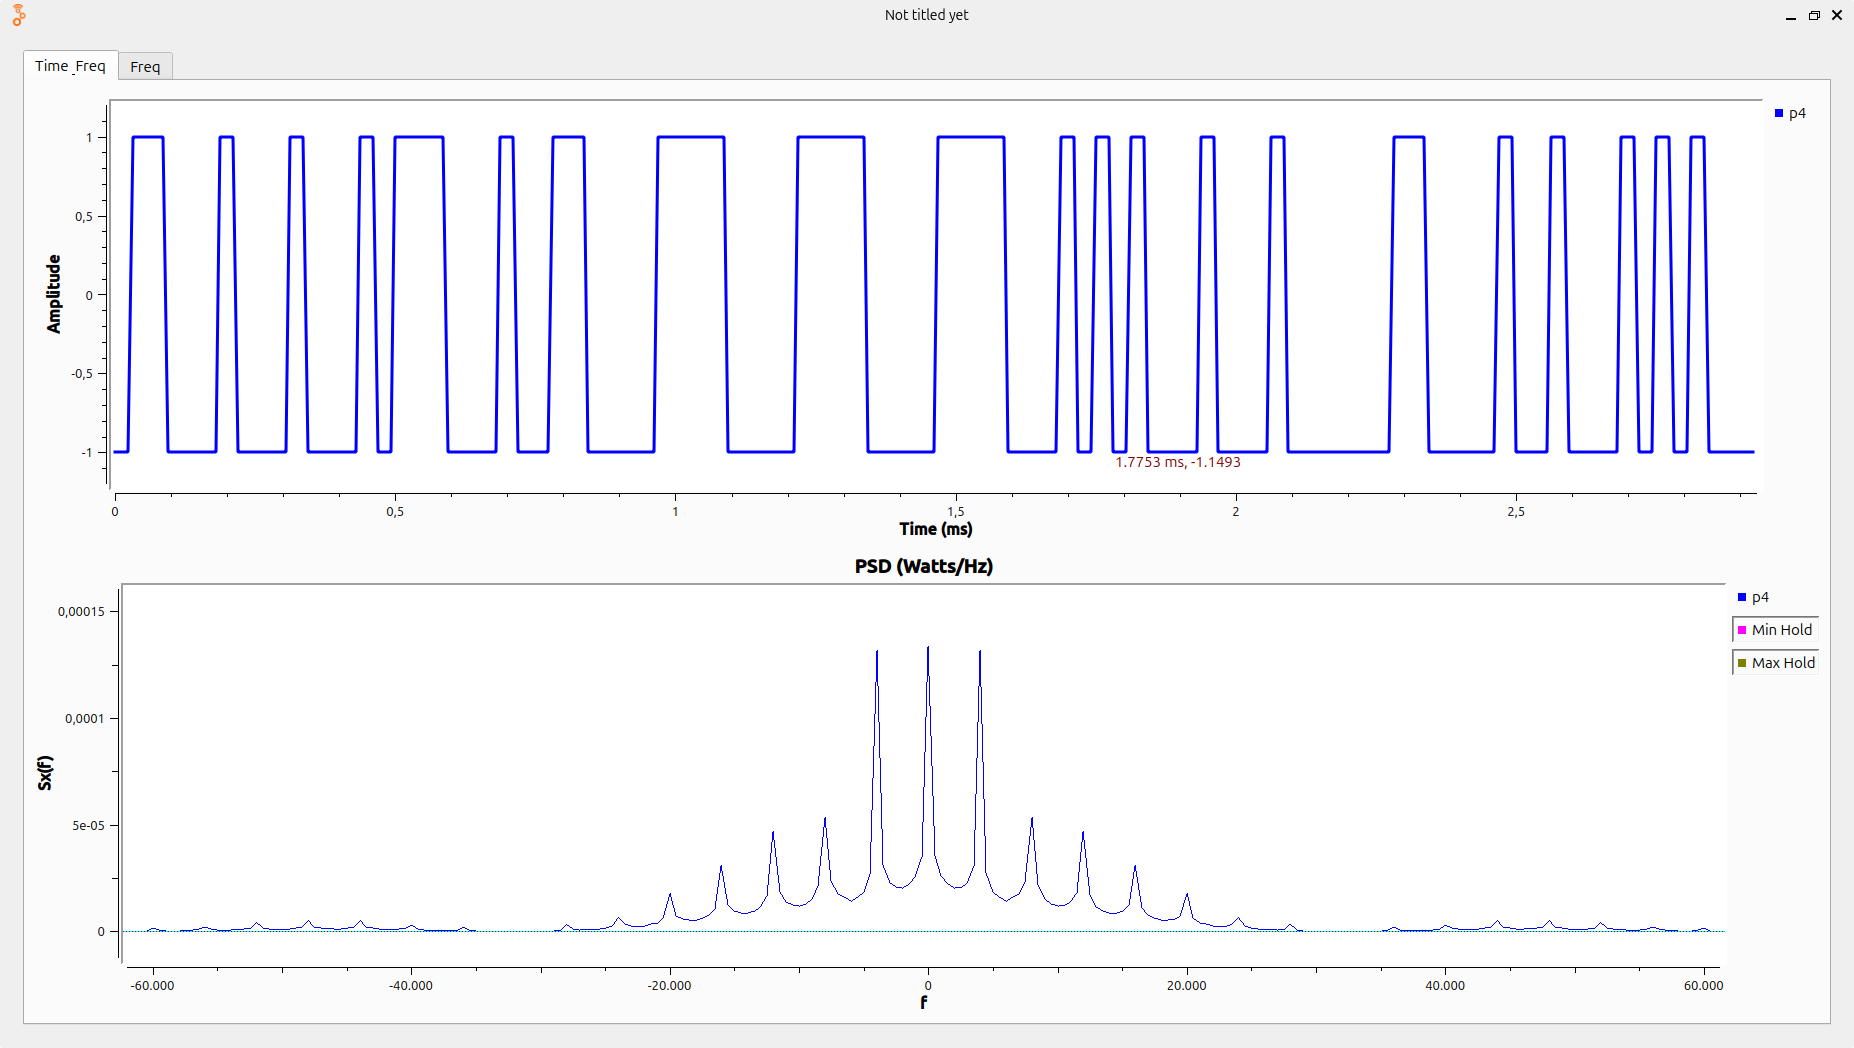 Not titled yet
Time_Freq
Freq
p4
1
0,5
0
-0,5
-1
Amplitude
1.7753 ms, -1.1493
0
0,5
1
1,5
2
2,5
Time (ms)
PSD (Watts/Hz)
p4
Min Hold
Max Hold
0,00015
0,0001
5e-05
0
Sx(f)
-60.000
-40.000
-20.000
0
20.000
40.000
60.000
f